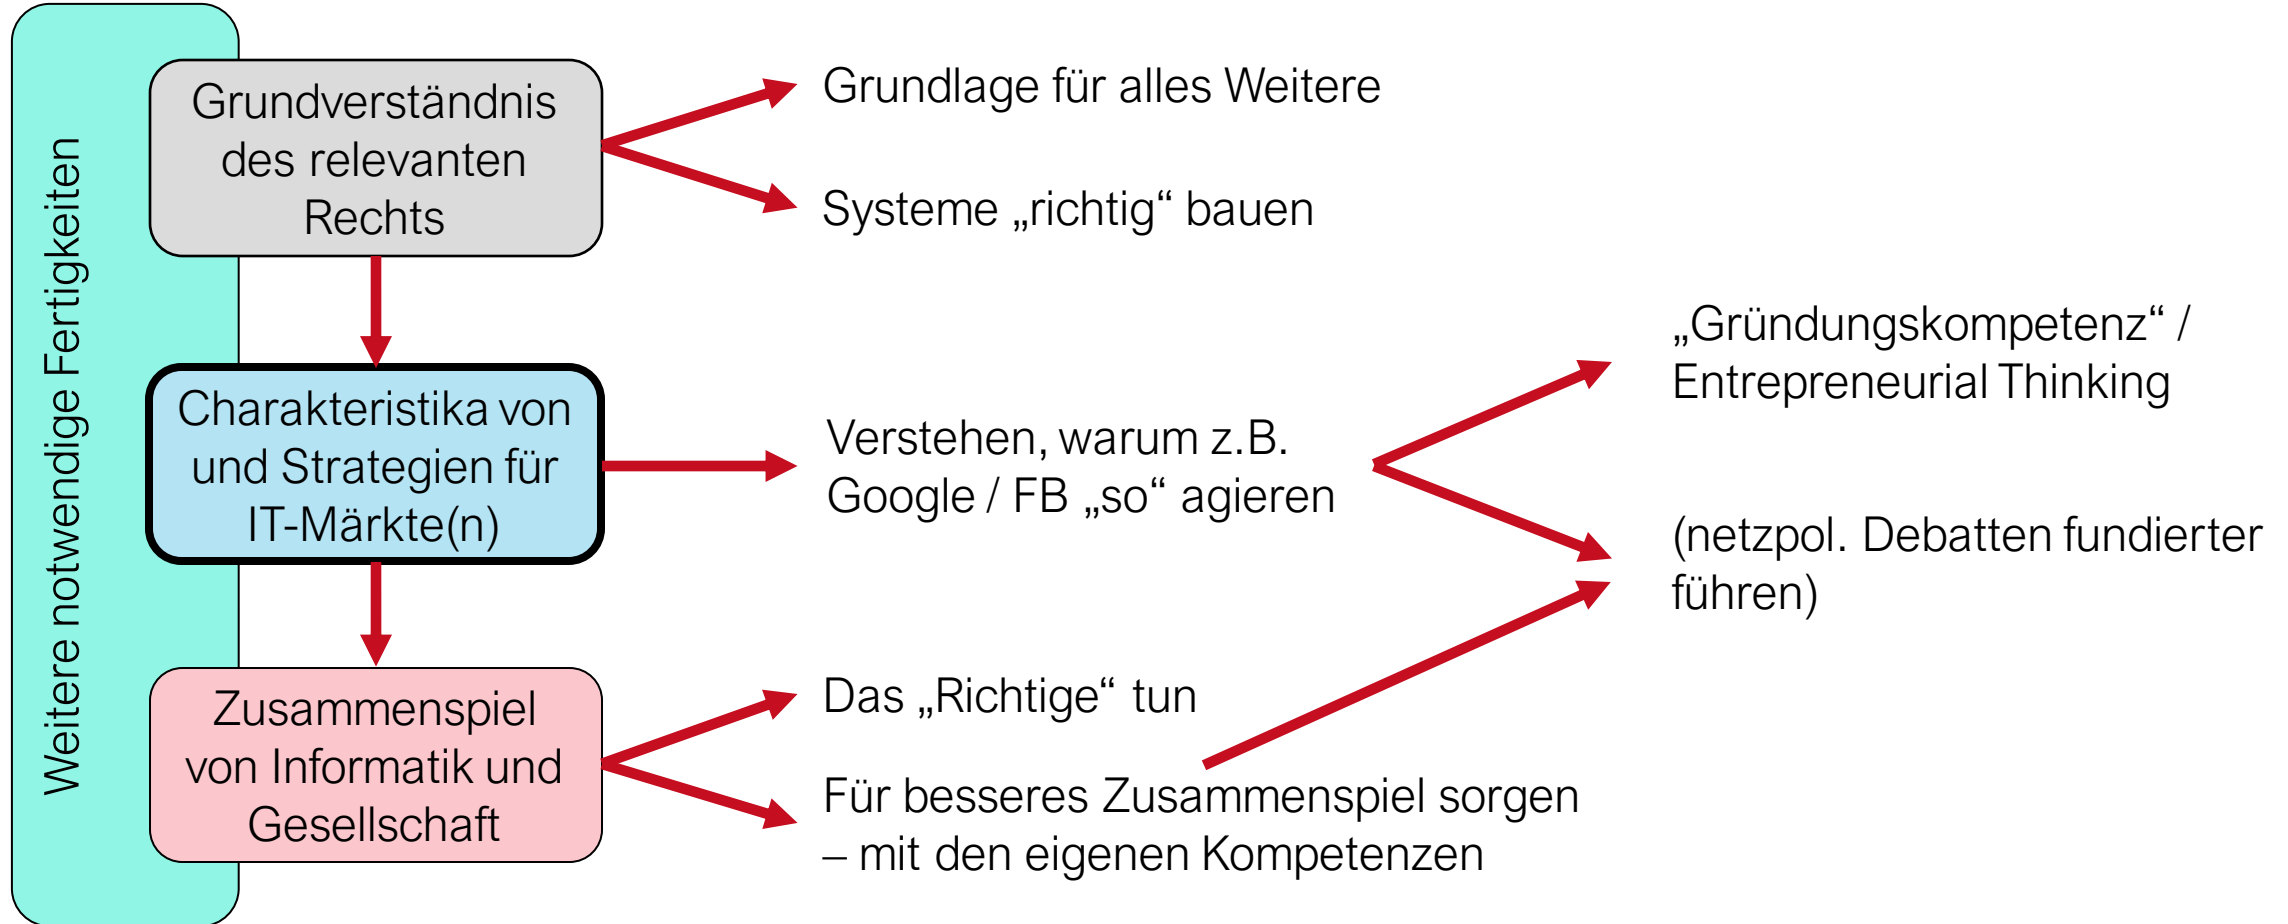 Weitere notwendige Fertigkeiten
Grundverständnis
des relevanten
Rechts
Grundlage für alles Weitere
Systeme „richtig“ bauen
Charakteristika von
und Strategien für
IT-Märkte(n)
Verstehen, warum z.B.
Google / FB „so“ agieren
„Gründungskompetenz“ /
Entrepreneurial Thinking
(netzpol. Debatten fundierter
führen)
Zusammenspiel
von Informatik und
Gesellschaft
Das „Richtige“ tun
Für besseres Zusammenspiel sorgen
– mit den eigenen Kompetenzen